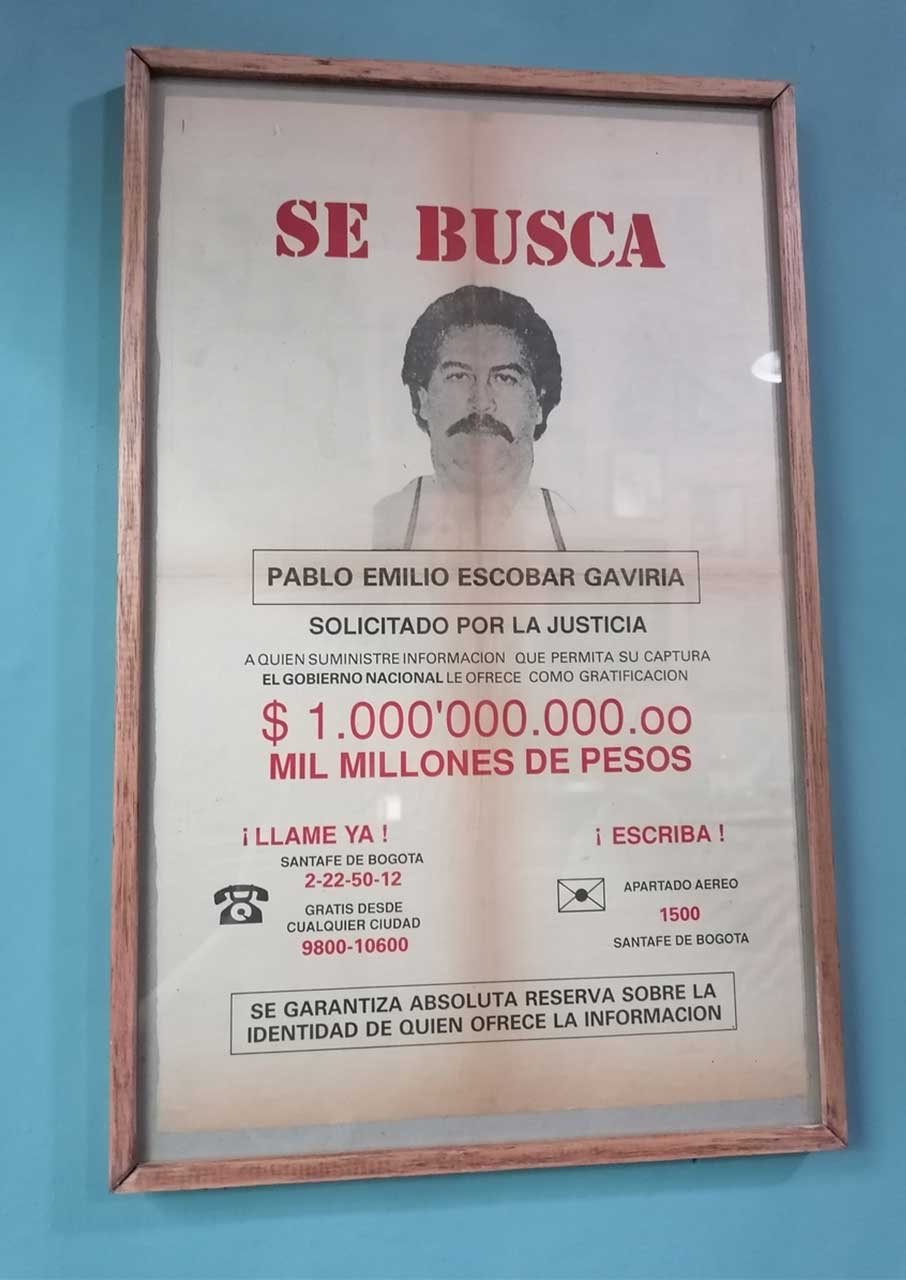 SE BUSCA
PABLO EMILIO ESCOBAR GAVIRIA
SOLICITADO POR LA JUSTICIA
A QUIEN SUMINISTRE INFORMACION QUE PERMITA SU CAPTURA
EL GOBIERNO NACIONAL LE OFRECE COMO GRATIFICACION
$ 1.000'000.000.oo
MIL MILLONES DE PESOS
¡LLAME YA !
SANTAFE DE BOGOTA
2-22-50-12
GRATIS DESDE
CUALQUIER CIUDAD
9800-10600
¡ ESCRIBA !
APARTADO AEREO
1500
SANTAFE DE BOGOTA
SE GARANTIZA ABSOLUTA RESERVA SOBRE LA
IDENTIDAD DE QUIEN OFRECE LA INFORMACION